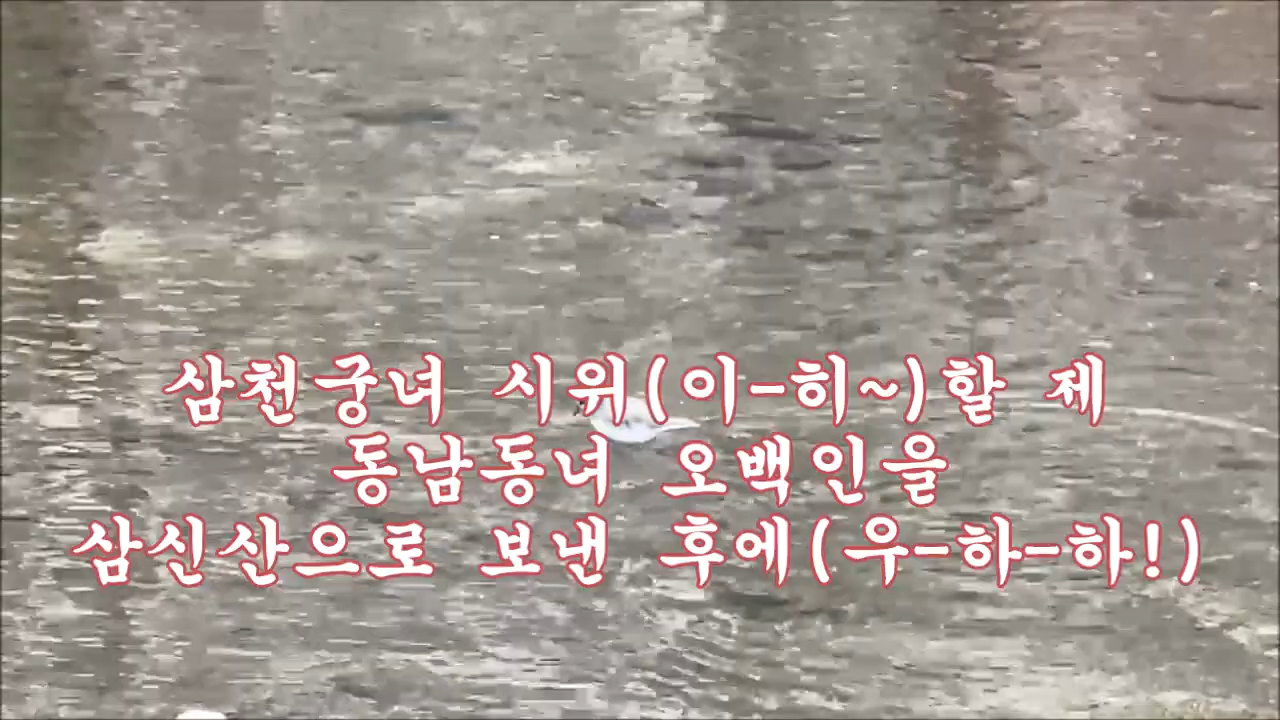 삼천궁녀 시위(이-히~)할 제
동남동녀 오백인을
삼신산으로 보낸 후에(우-하-하!)